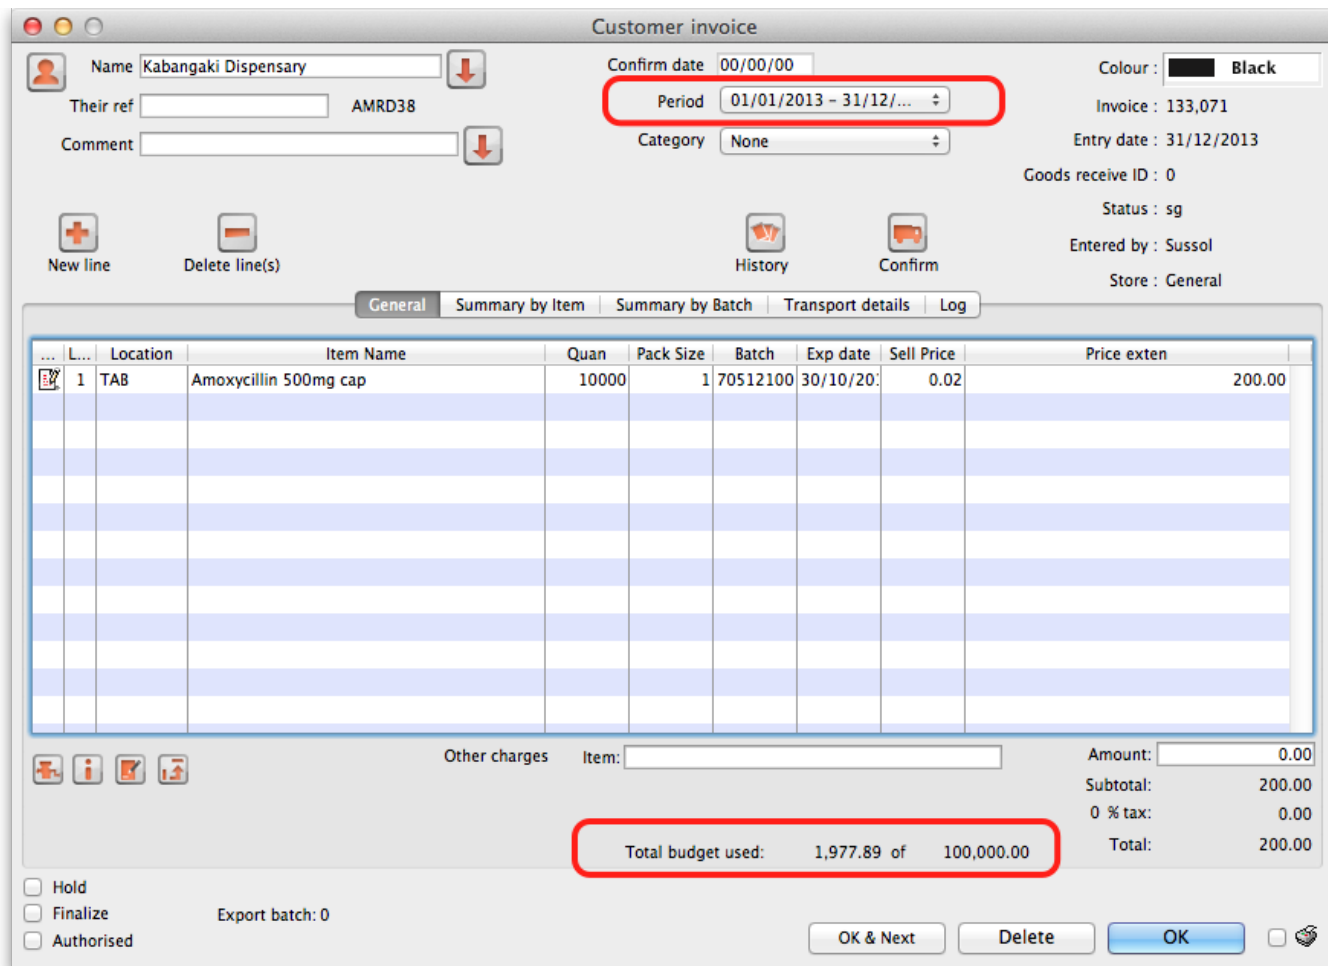 Customer invoice
Name Kabangaki Dispensary
Confirm date 00/00/00
Colour : Black
Their ref AMRD38
Period 01/01/2013 - 31/12/...
Invoice : 133,071
Comment
Category None
Entry date : 31/12/2013
Goods receive ID : 0
Status : sg
Entered by : Sussol
Store : General
New line Delete line(s) History Confirm
General Summary by Item Summary by Batch Transport details Log
... L... Location Item Name Quan Pack Size Batch Exp date Sell Price Price exten
1 TAB Amoxycillin 500mg cap 10000 1 70512100 30/10/20 0.02 200.00
Other charges Item: Amount: 0.00
Subtotal: 200.00
0 % tax: 0.00
Total budget used: 1,977.89 of 100,000.00 Total: 200.00
Hold
Finalize Export batch: 0
Authorised
OK & Next Delete OK